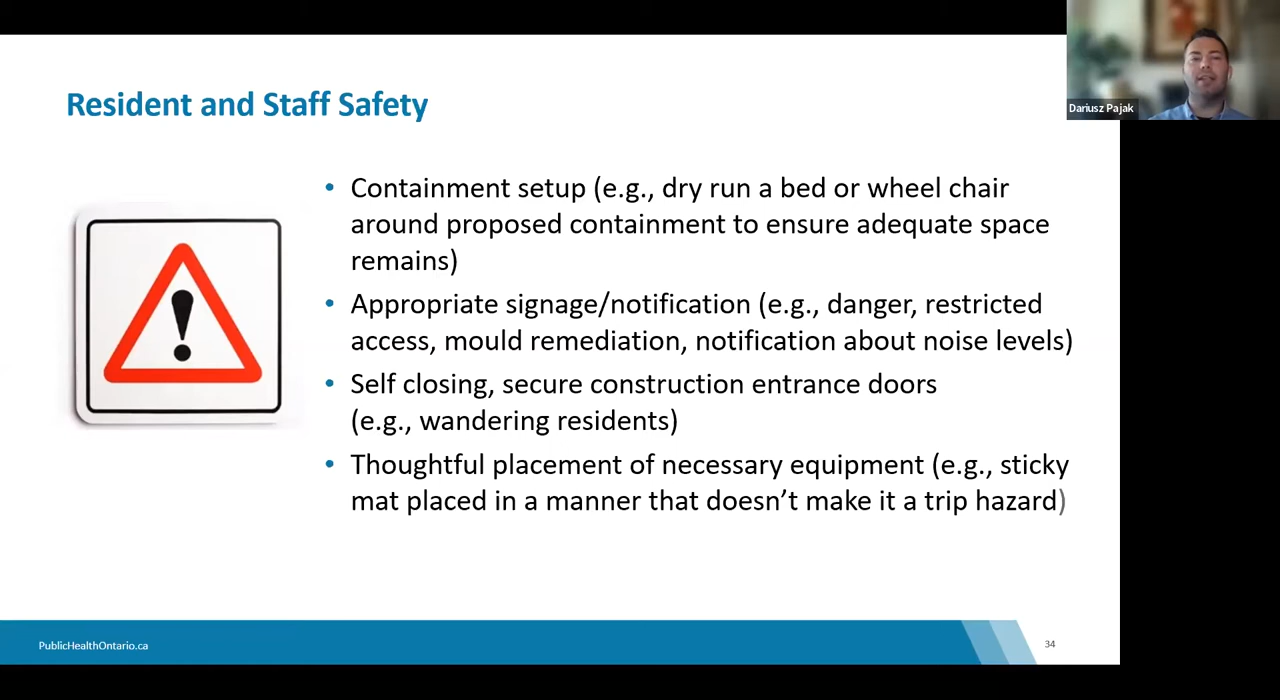 Resident and Staff Safety
Dariusz Pajak
• Containment setup (e.g., dry run a bed or wheel chair
around proposed containment to ensure adequate space
remains)
• Appropriate signage/notification (e.g., danger, restricted
access, mould remediation, notification about noise levels)
• Self closing, secure construction entrance doors
(e.g., wandering residents)
• Thoughtful placement of necessary equipment (e.g., sticky
mat placed in a manner that doesn’t make it a trip hazard)
PublicHealthOntario.ca
34